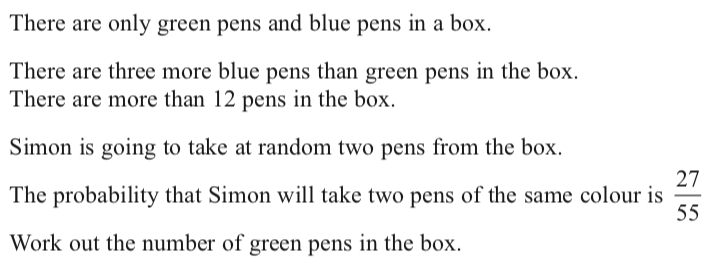 There are only green pens and blue pens in a box.
There are three more blue pens than green pens in the box.
There are more than 12 pens in the box.
Simon is going to take at random two pens from the box.
The probability that Simon will take two pens of the same colour is 27/55
Work out the number of green pens in the box.